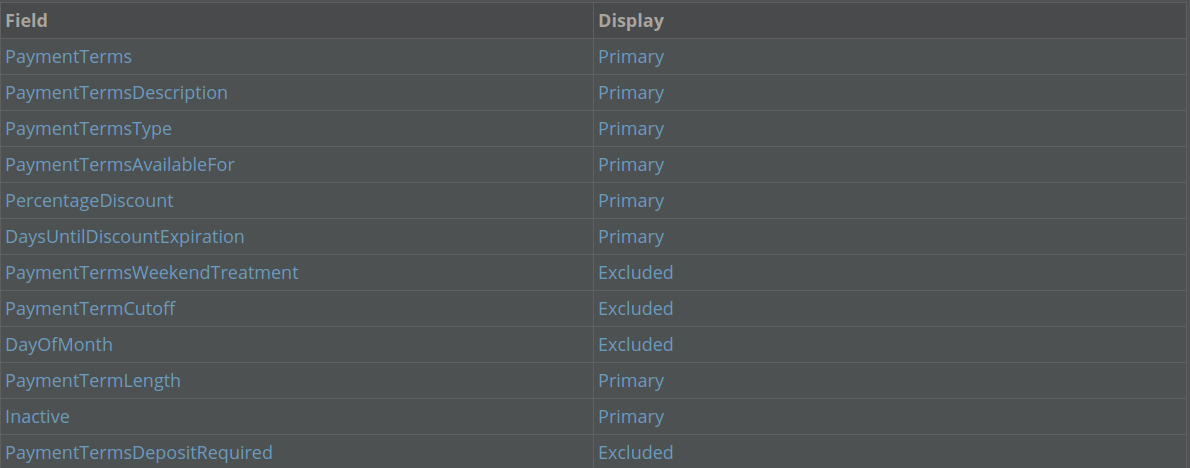 Field Display
PaymentTerms Primary
PaymentTermsDescription Primary
PaymentTermsType Primary
PaymentTermsAvailableFor Primary
PercentageDiscount Primary
DaysUntilDiscountExpiration Primary
PaymentTermsWeekendTreatment Excluded
PaymentTermCutoff Excluded
DayOfMonth Excluded
PaymentTermLength Primary
Inactive Primary
PaymentTermsDepositRequired Excluded